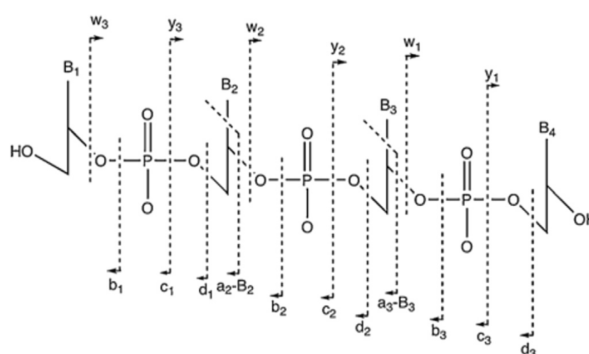 w3 y3 w2 y2 w1 y1
B1 B2 B3 B4
HO O P O O O O P O O O O P O O O OH
b1 c1 d1 a2-B2 b2 c2 d2 a3-B3 b3 c3 d3